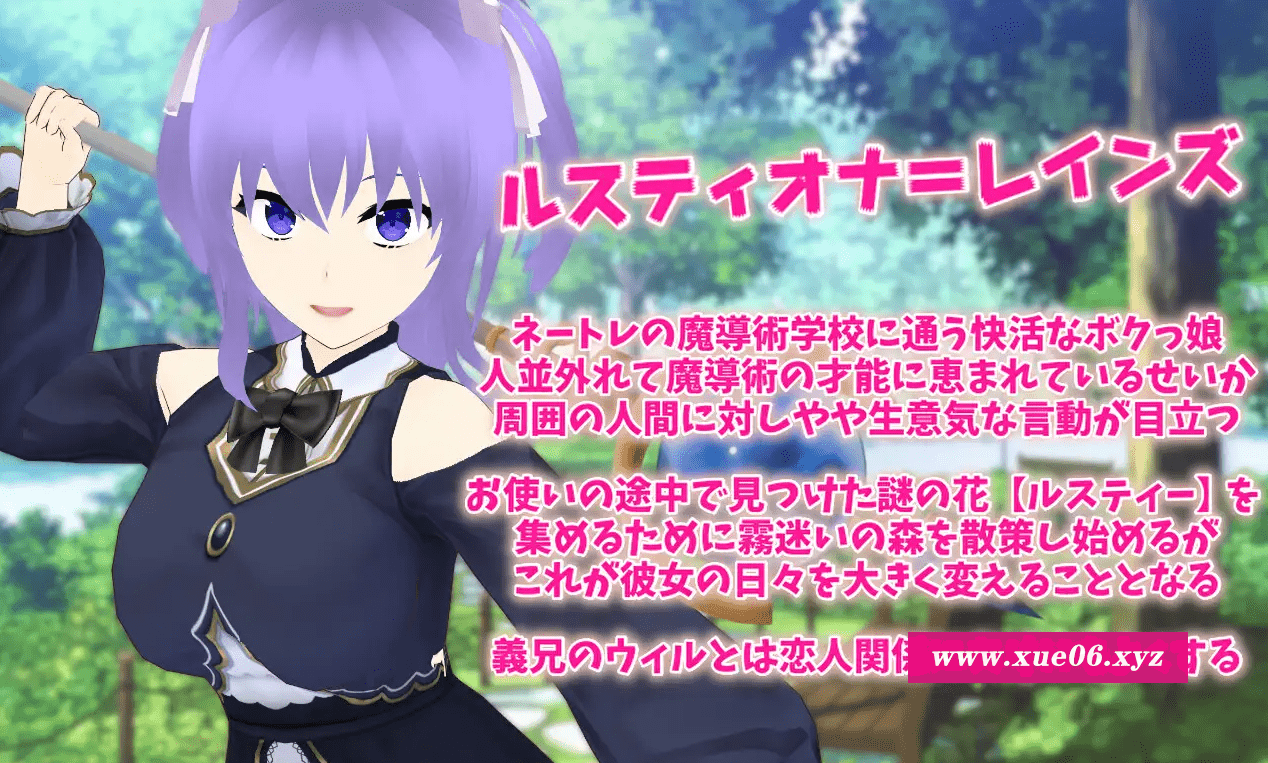 ルスティオナ=レインズ
ネートレの魔導術学校に通う快活なボクっ娘
人並外れて魔導術の才能に恵まれているせいか
周囲の人間に対しやや生意気な言動が目立つ
お使いの途中で見つけた謎の花【ルスティー】を
集めるために霧迷いの森を散策し始めるが
これが彼女の日々を大きく変えることとなる
義兄のウィルとは恋人関係 www.xue06.xyz する